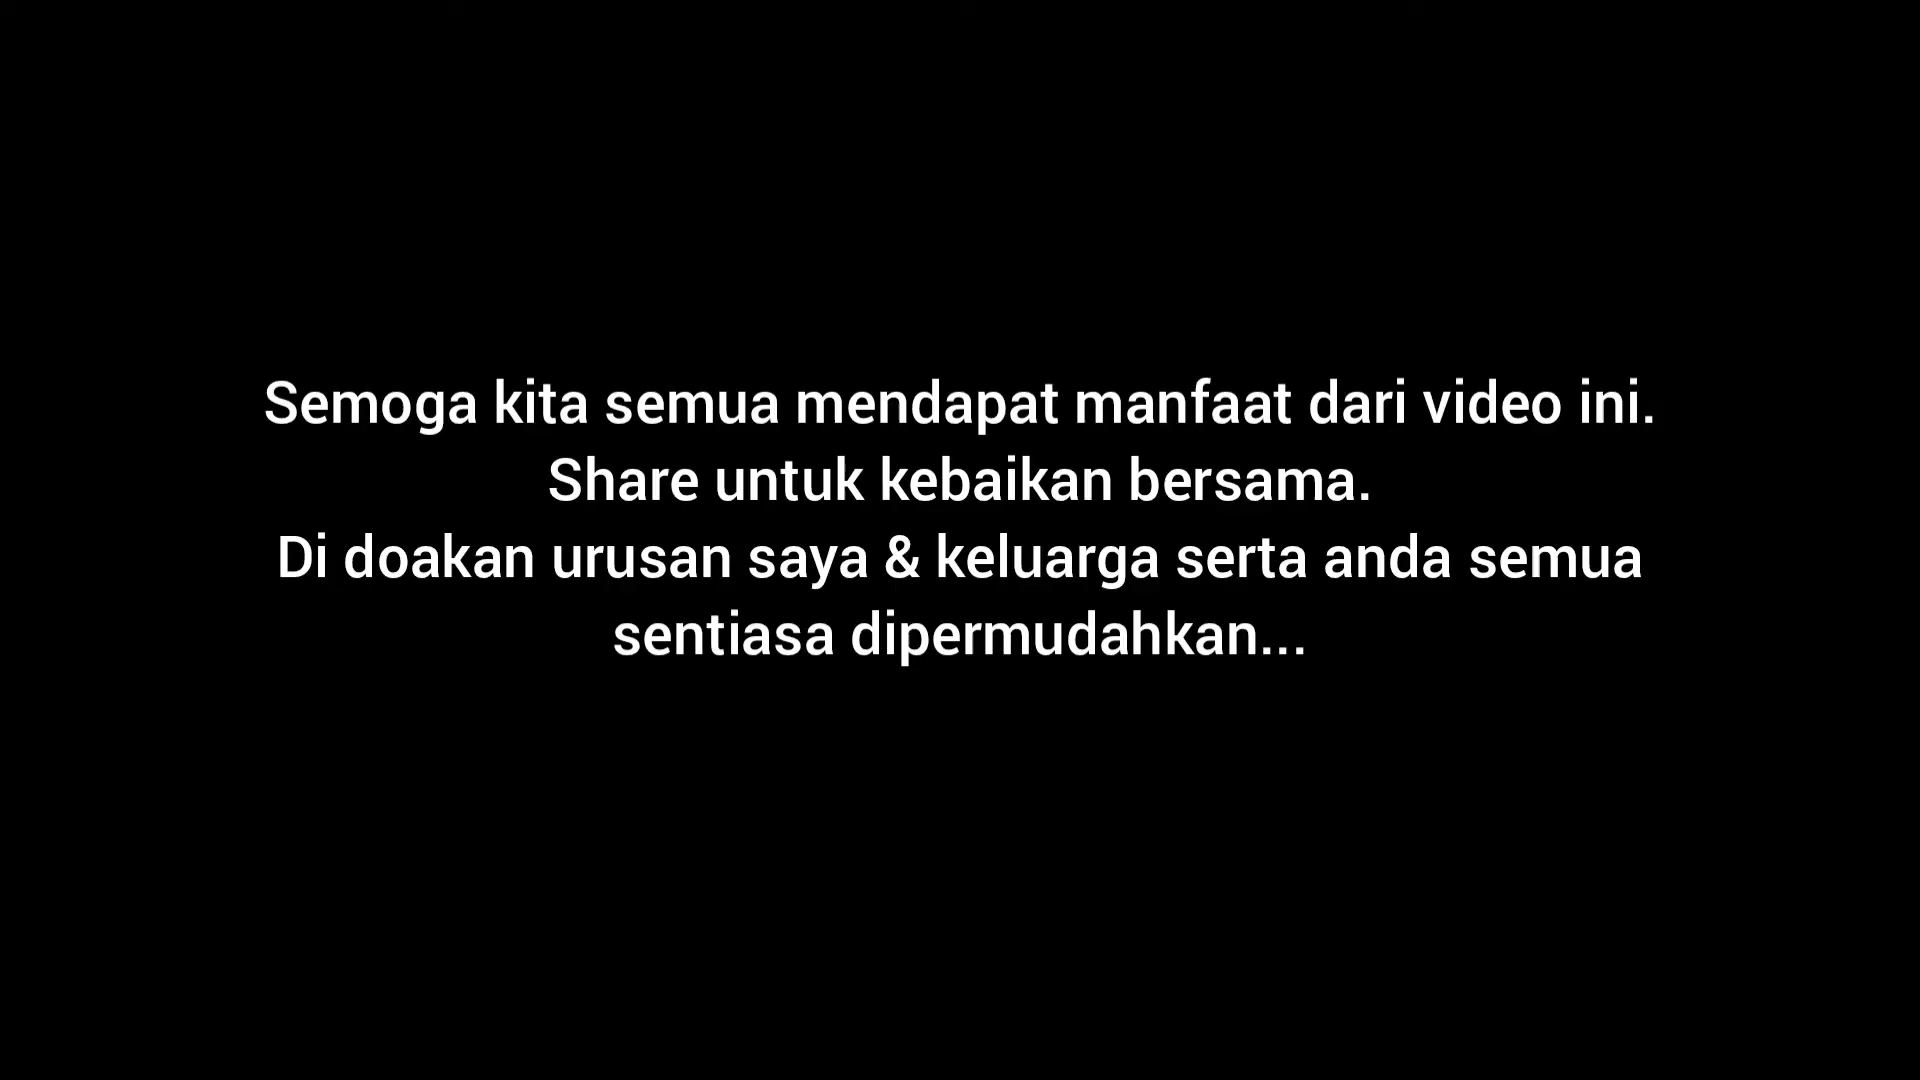 Semoga kita semua mendapat manfaat dari video ini.
Share untuk kebaikan bersama.
Di doakan urusan saya & keluarga serta anda semua
sentiasa dipermudahkan...